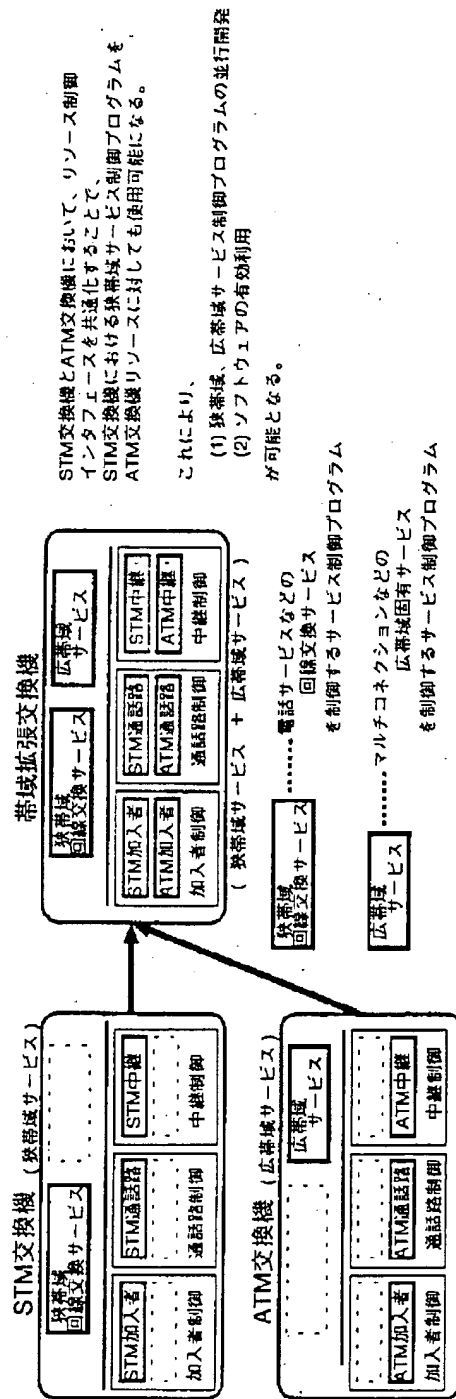 STM交換機 (狭帯域サービス)
狭帯域
回線交換サービス
STM加入者
加入者制御
STM通話路
通話路制御
STM中継
中継制御
ATM交換機 (広帯域サービス)
広帯域
サービス
ATM加入者
加入者制御
ATM通話路
通話路制御
ATM中継
中継制御
帯域拡張交換機
狭帯域
回線交換サービス
広帯域
サービス
STM加入者
ATM加入者
加入者制御
STM通話路
ATM通話路
通話路制御
STM中継
ATM中継
中継制御
( 狭帯域サービス + 広帯域サービス )
狭帯域
回線交換サービス
………電話サービスなどの
回線交換サービス
を制御するサービス制御プログラム
広帯域
サービス
………マルチコネクションなどの
広帯域固有サービス
を制御するサービス制御プログラム
STM交換機とATM交換機において、リソース制御
インタフェースを共通化することで、
STM交換機における狭帯域サービス制御プログラムを
ATM交換機リソースに対しても使用可能になる。
これにより、
(1) 狭帯域、広帯域サービス制御プログラムの並行開発
(2) ソフトウェアの有効利用
が可能となる。